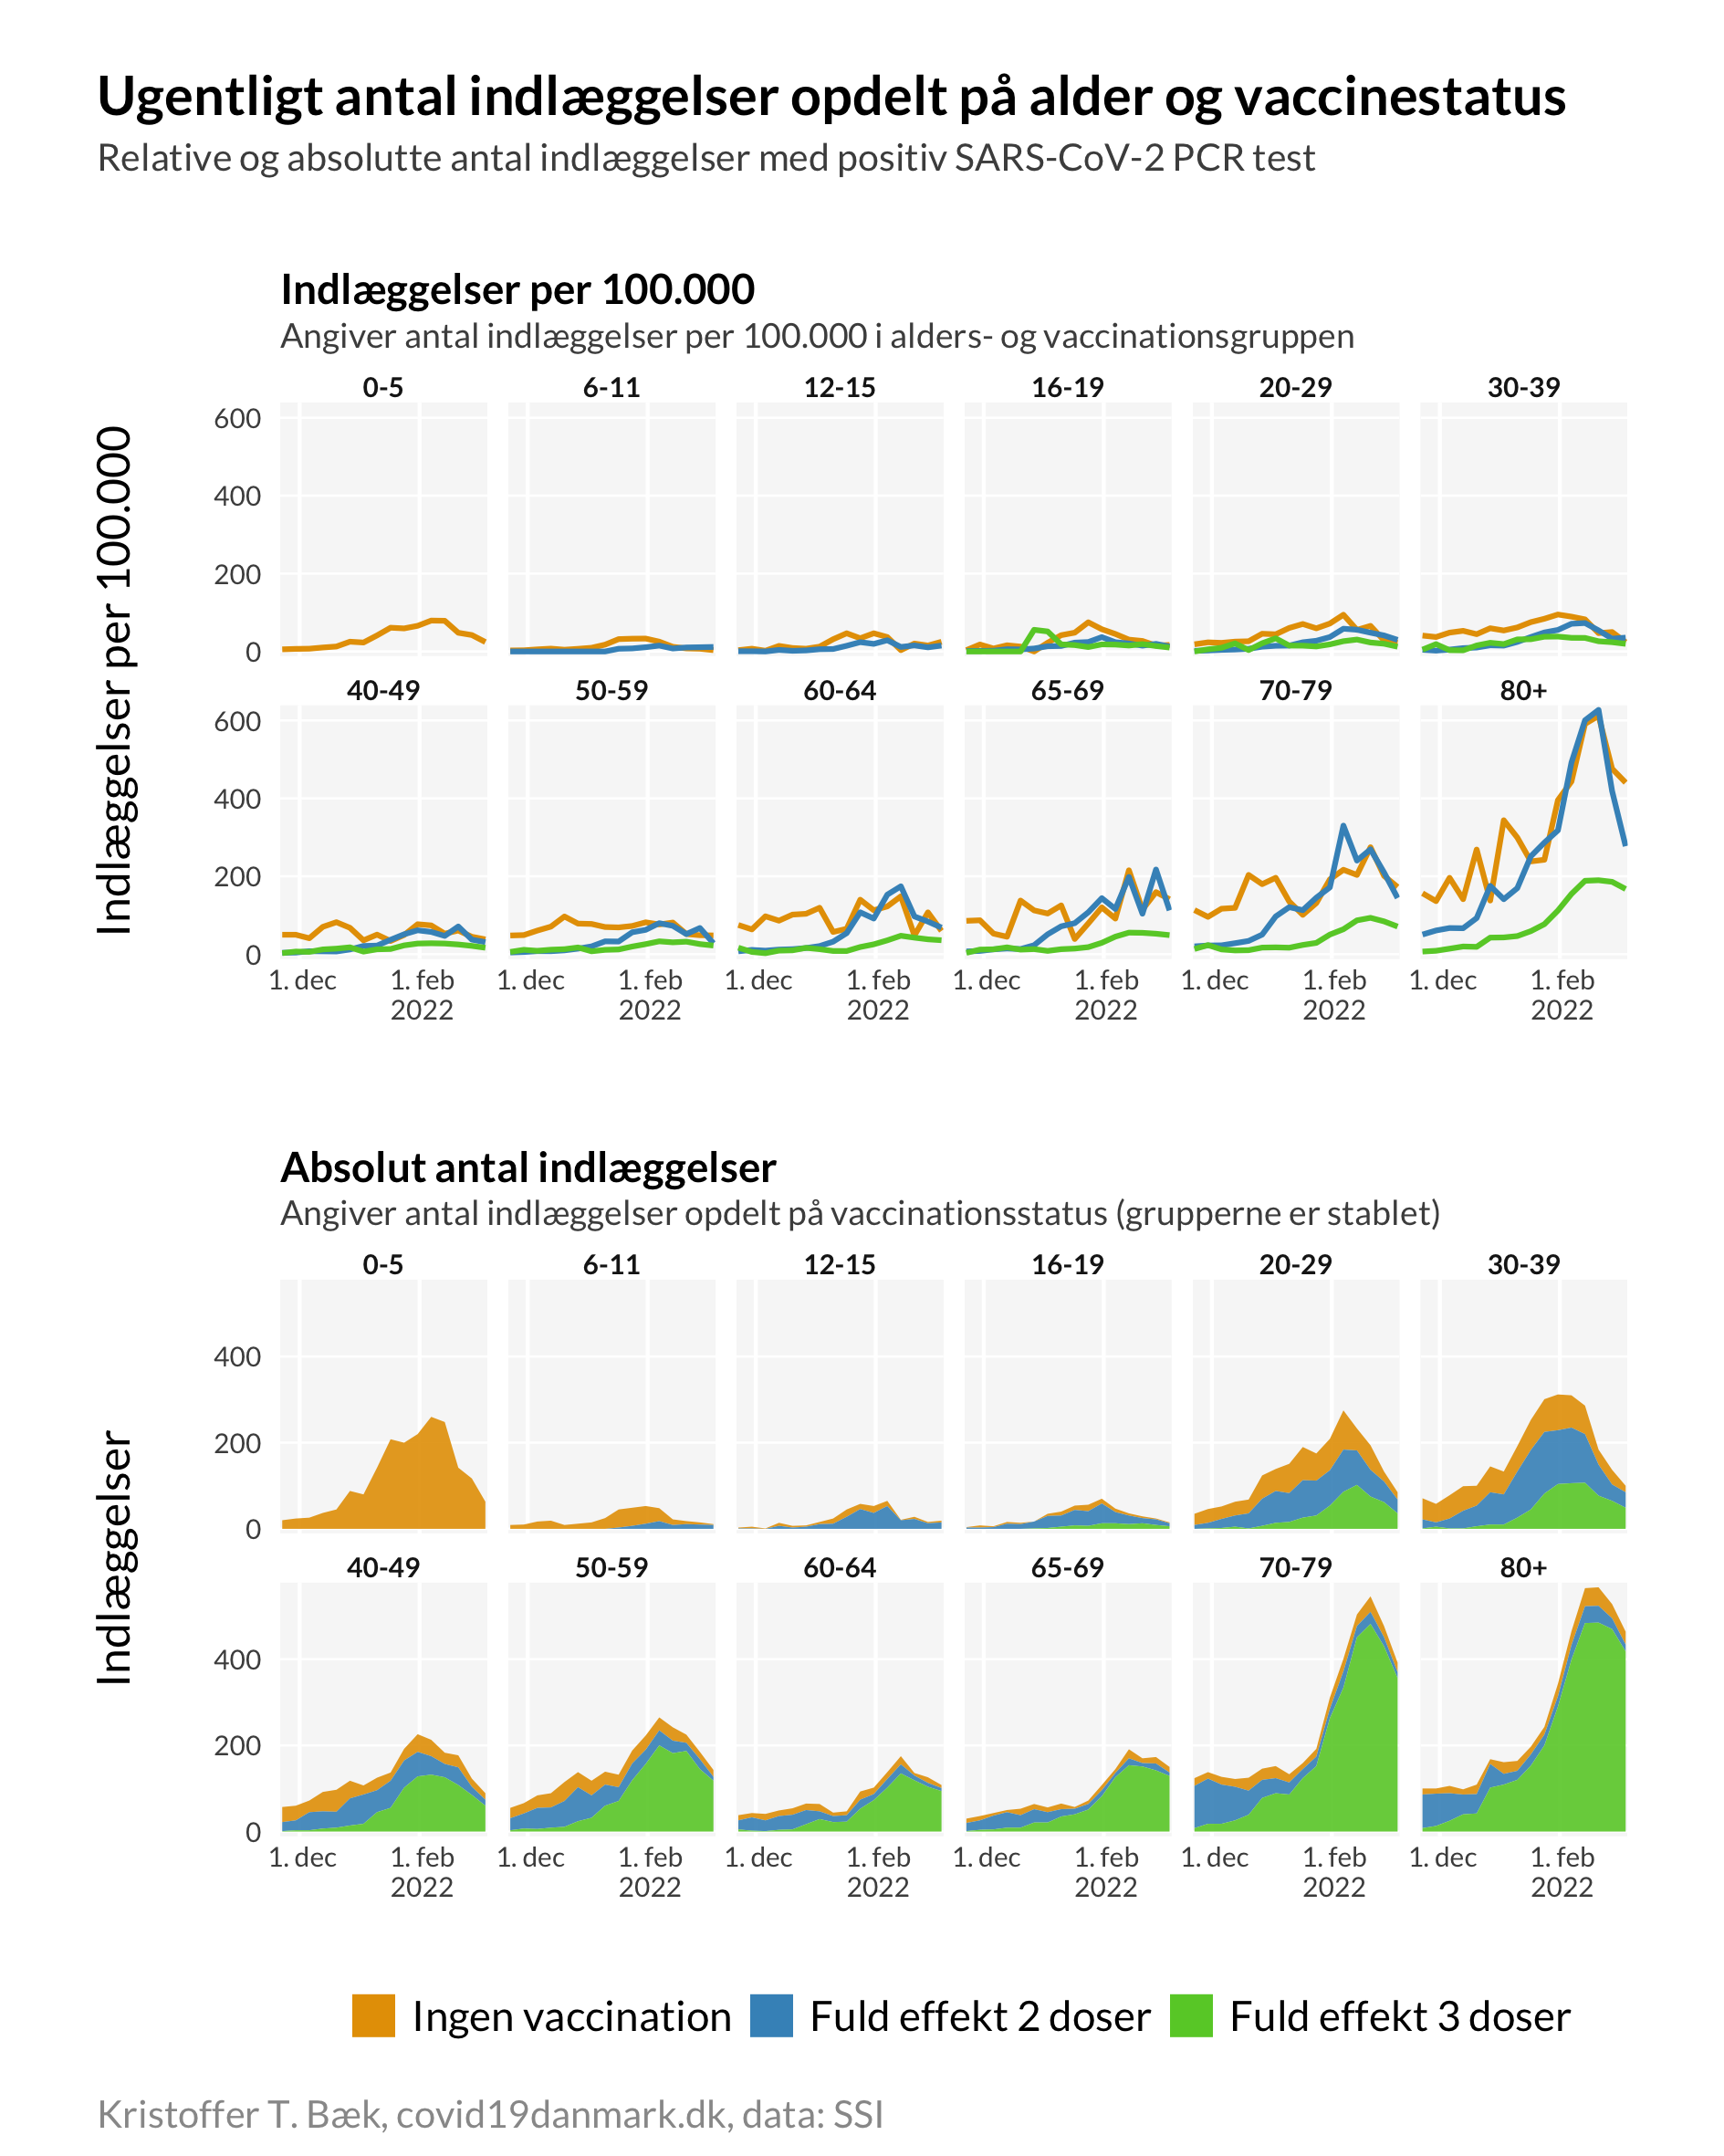 Ugentligt antal indlæggelser opdelt på alder og vaccinestatus
Relative og absolutte antal indlæggelser med positiv SARS-CoV-2 PCR test
Indlæggelser per 100.000
Angiver antal indlæggelser per 100.000 i alders- og vaccinationsgruppen
Indlæggelser per 100.000
0-5 6-11 12-15 16-19 20-29 30-39
600
400
200
0
40-49 50-59 60-64 65-69 70-79 80+
600
400
200
0
1. dec 1. feb 1. dec 1. feb 1. dec 1. feb 1. dec 1. feb 1. dec 1. feb 1. dec 1. feb
2022 2022 2022 2022 2022 2022
Absolut antal indlæggelser
Angiver antal indlæggelser opdelt på vaccinationsstatus (grupperne er stablet)
Indlæggelser
0-5 6-11 12-15 16-19 20-29 30-39
400
200
0
40-49 50-59 60-64 65-69 70-79 80+
400
200
0
1. dec 1. feb 1. dec 1. feb 1. dec 1. feb 1. dec 1. feb 1. dec 1. feb 1. dec 1. feb
2022 2022 2022 2022 2022 2022
Ingen vaccination Fuld effekt 2 doser Fuld effekt 3 doser
Kristoffer T. Bæk, covid19danmark.dk, data: SSI